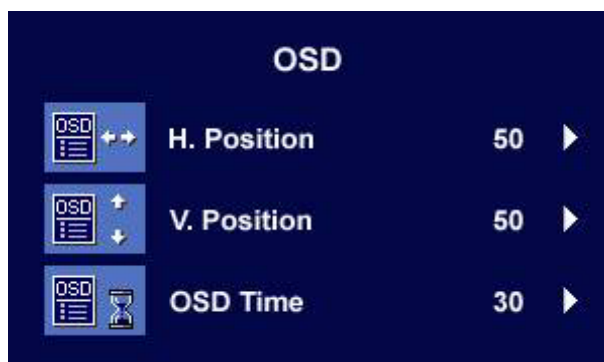 OSD
OSD H. Position 50
OSD V. Position 50
OSD OSD Time 30